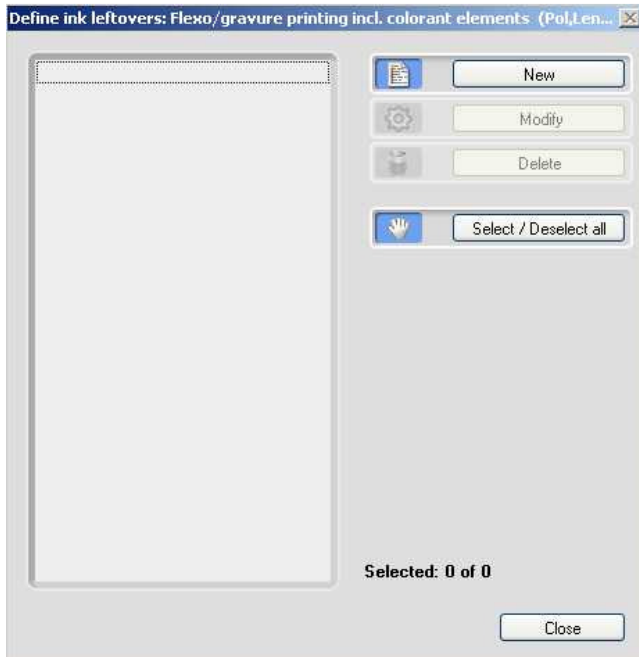 Define ink leftovers: Flexo/gravure printing incl. colorant elements (Pol,Len...
New
Modify
Delete
Select / Deselect all
Selected: 0 of 0
Close